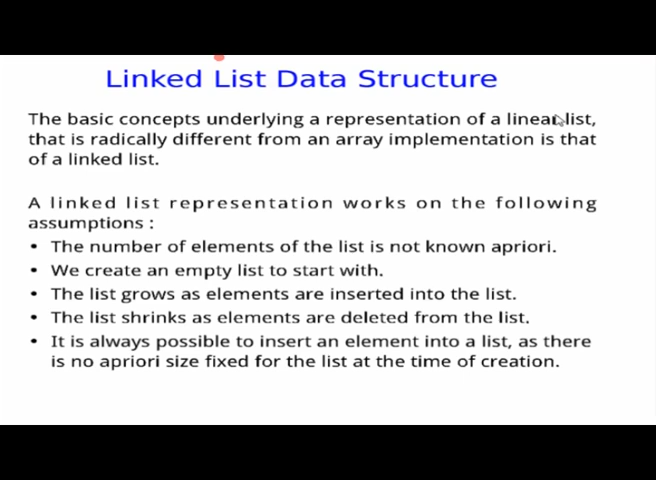 Linked List Data Structure
The basic concepts underlying a representation of a linear list,
that is radically different from an array implementation is that
of a linked list.
A linked list representation works on the following
assumptions :
• The number of elements of the list is not known apriori.
• We create an empty list to start with.
• The list grows as elements are inserted into the list.
• The list shrinks as elements are deleted from the list.
• It is always possible to insert an element into a list, as there
is no apriori size fixed for the list at the time of creation.